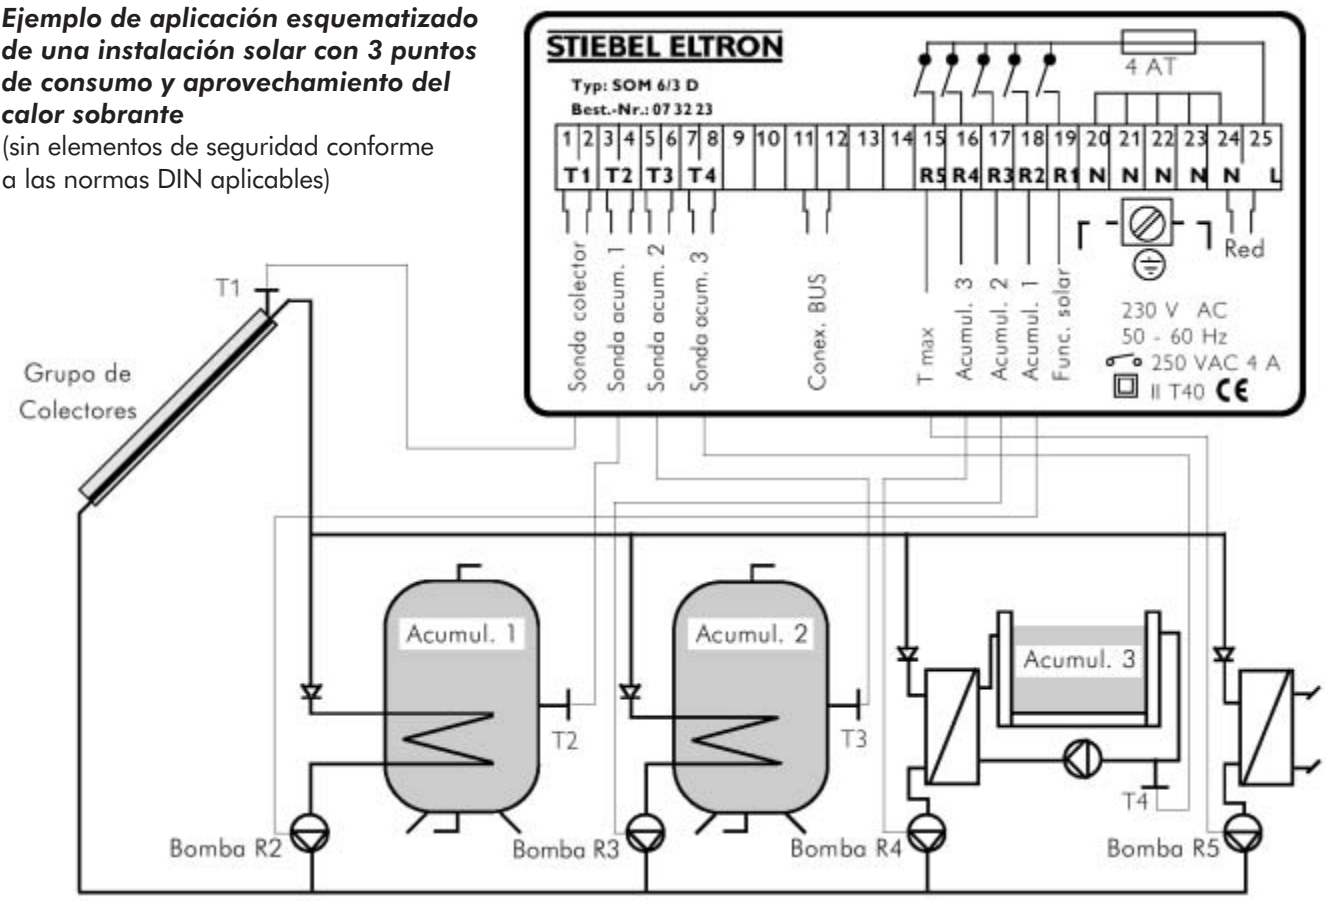 Ejemplo de aplicación esquematizado
de una instalación solar con 3 puntos
de consumo y aprovechamiento del
calor sobrante
(sin elementos de seguridad conforme
a las normas DIN aplicables)
STIEBEL ELTRON
Typ: SOM 6/3 D
Best.-Nr.: 07 32 23
4 AT
1 2 3 4 5 6 7 8 9 10 11 12 13 14 15 16 17 18 19 20 21 22 23 24 25
T1 T2 T3 T4 R5 R4 R3 R2 R1 N N N N N L
Sonda colector
Sonda acum. 1
Sonda acum. 2
Sonda acum. 3
Conex. BUS
T max
Acumul. 3
Acumul. 2
Acumul. 1
Func. solar
Red
230 V AC
50 - 60 Hz
250 VAC 4 A
II T40 CE
T1
Grupo de
Colectores
Acumul. 1
Acumul. 2
Acumul. 3
T2
T3
T4
Bomba R2
Bomba R3
Bomba R4
Bomba R5